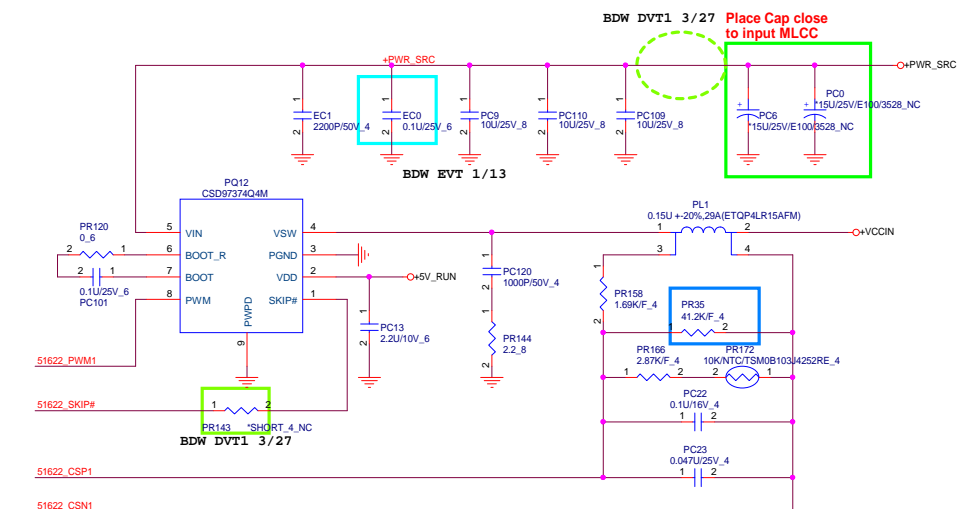 BDW DVT1 3/27
Place Cap close
to input MLCC
+PWR_SRC
+PWR_SRC
1
2
EC1
2200P/50V_4
1
2
EC0
0.1U/25V_6
1
2
PC9
10U/25V_8
1
2
PC110
10U/25V_8
1
2
PC109
10U/25V_8
+
PC6
*15U/25V/E100/3528_NC
+
PC0
*15U/25V/E100/3528_NC
BDW EVT 1/13
PQ12
CSD97374Q4M
5
VIN
6
BOOT_R
7
BOOT
8
PWM
VSW
4
PGND
3
VDD
2
SKIP#
1
PWPD
9
PR120
0_6
2
1
2
1
0.1U/25V_6
PC101
+5V_RUN
1
2
PC13
2.2U/10V_6
1
2
PC120
1000P/50V_4
1
2
PR144
2.2_8
PL1
0.15U +-20%,29A(ETQP4LR15AFM)
1
2
3
4
+VCCIN
1
2
PR158
1.69K/F_4
PR35
41.2K/F_4
1
2
PR166
2.87K/F_4
1
2
PR172
10K/NTC/TSM0B103J4252RE_4
2
1
PC22
0.1U/16V_4
1
2
PC23
0.047U/25V_4
1
2
51622_PWM1
51622_SKIP#
1
2
PR143
*SHORT_4_NC
BDW DVT1 3/27
51622_CSP1
51622_CSN1